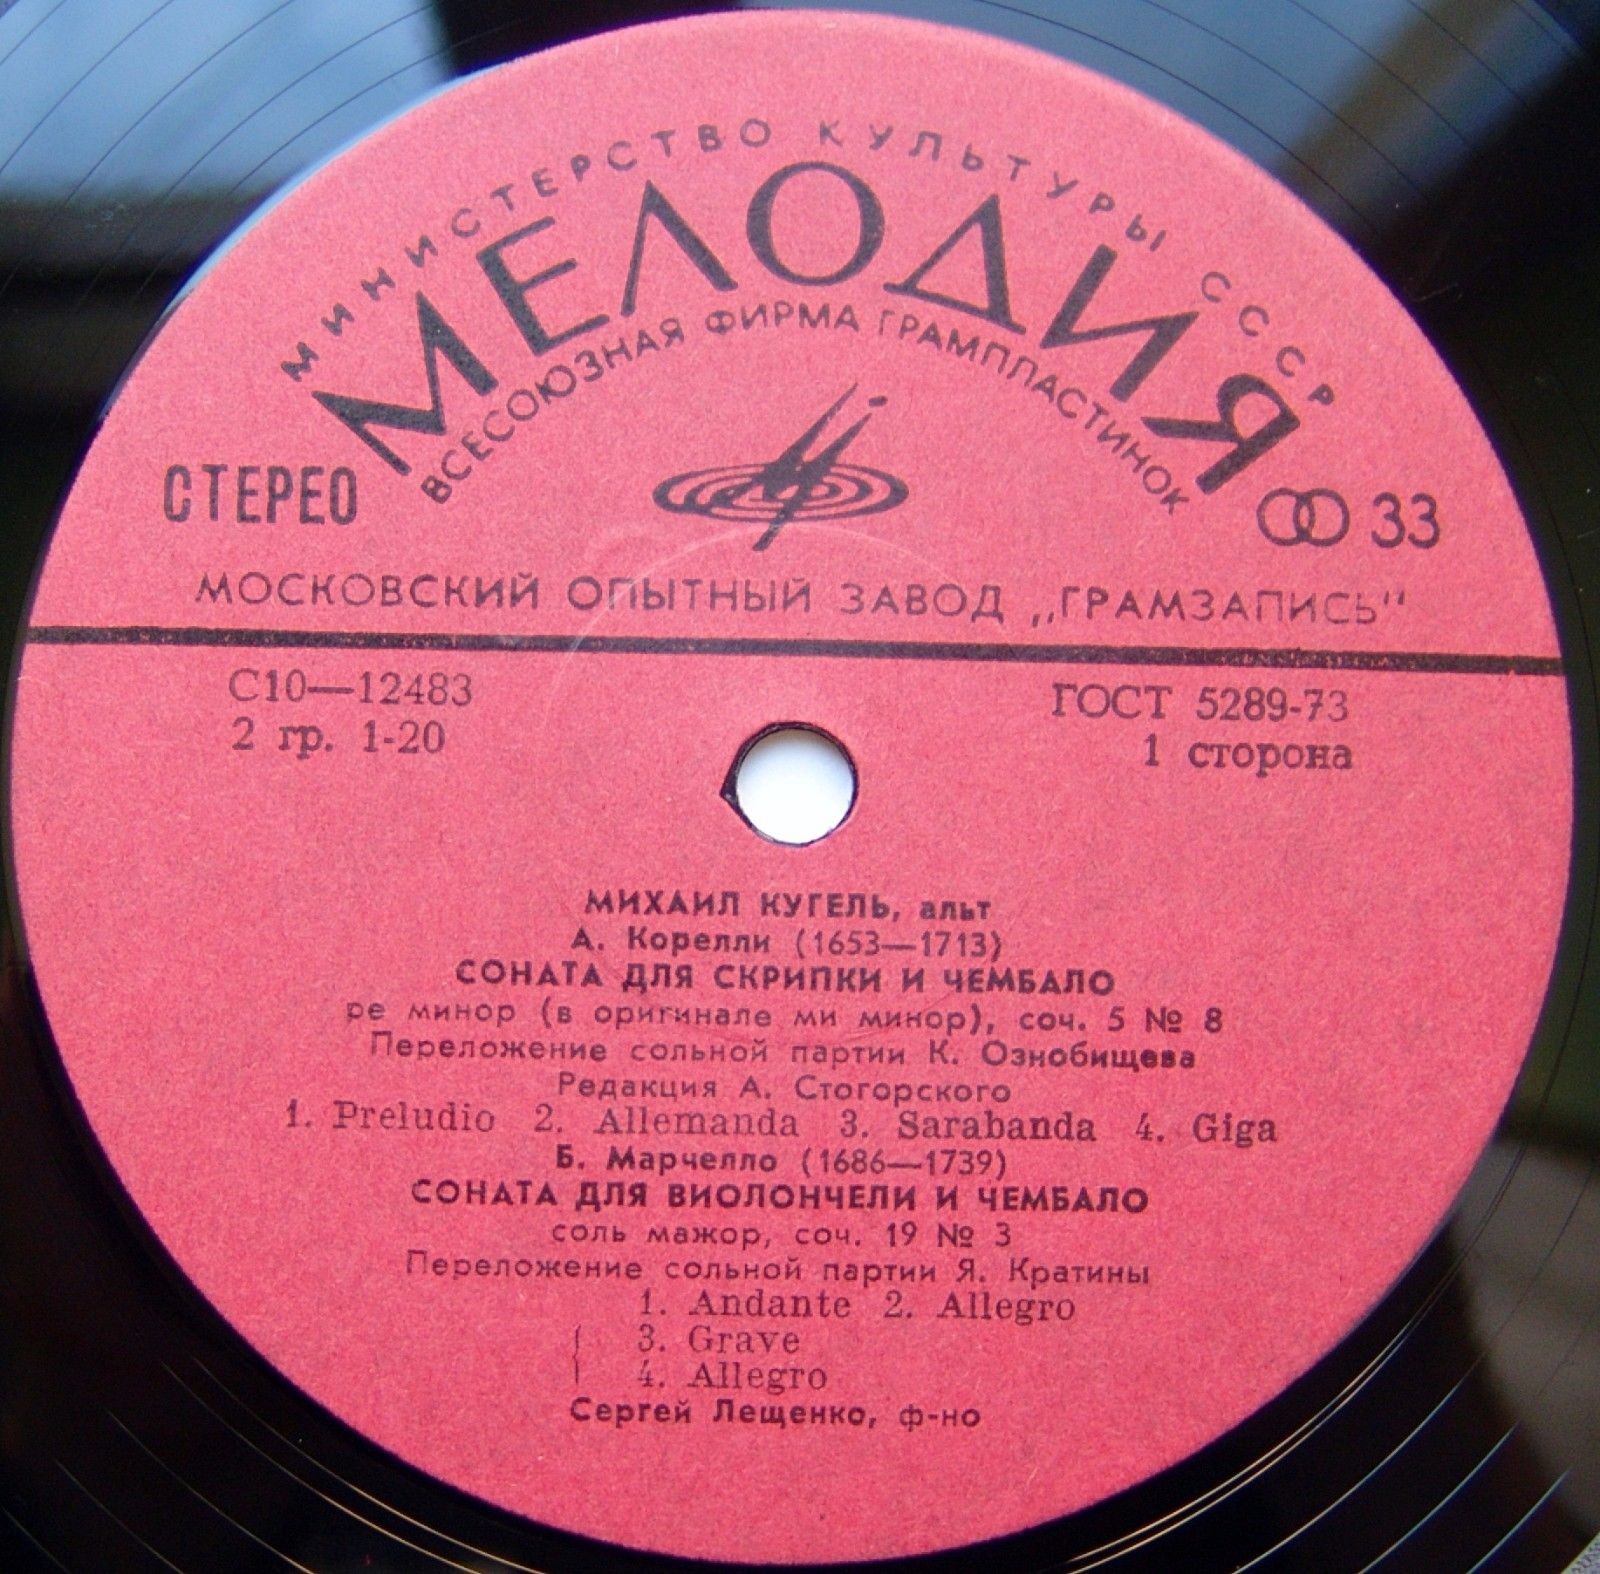 МИНИСТЕРСТВО КУЛЬТУРЫ СССР
МЕЛОДИЯ
ВСЕСОЮЗНАЯ ФИРМА ГРАМПЛАСТИНОК
СТЕРЕО
33
МОСКОВСКИЙ ОПЫТНЫЙ ЗАВОД „ГРАМЗАПИСЬ"
С10—12483
ГОСТ 5289-73
2 гр. 1-20
1 сторона
МИХАИЛ КУГЕЛЬ, альт
А. Корелли (1653—1713)
СОНАТА ДЛЯ СКРИПКИ И ЧЕМБАЛО
ре минор (в оригинале ми минор), соч. 5 № 8
Переложение сольной партии К. Ознобищева
Редакция А. Стогорского
1. Preludio 2. Allemanda 3. Sarabanda 4. Giga
Б. Марчелло (1686—1739)
СОНАТА ДЛЯ ВИОЛОНЧЕЛИ И ЧЕМБАЛО
соль мажор, соч. 19 № 3
Переложение сольной партии Я. Кратины
1. Andante 2. Allegro
3. Grave
4. Allegro
Сергей Лещенко, ф-но